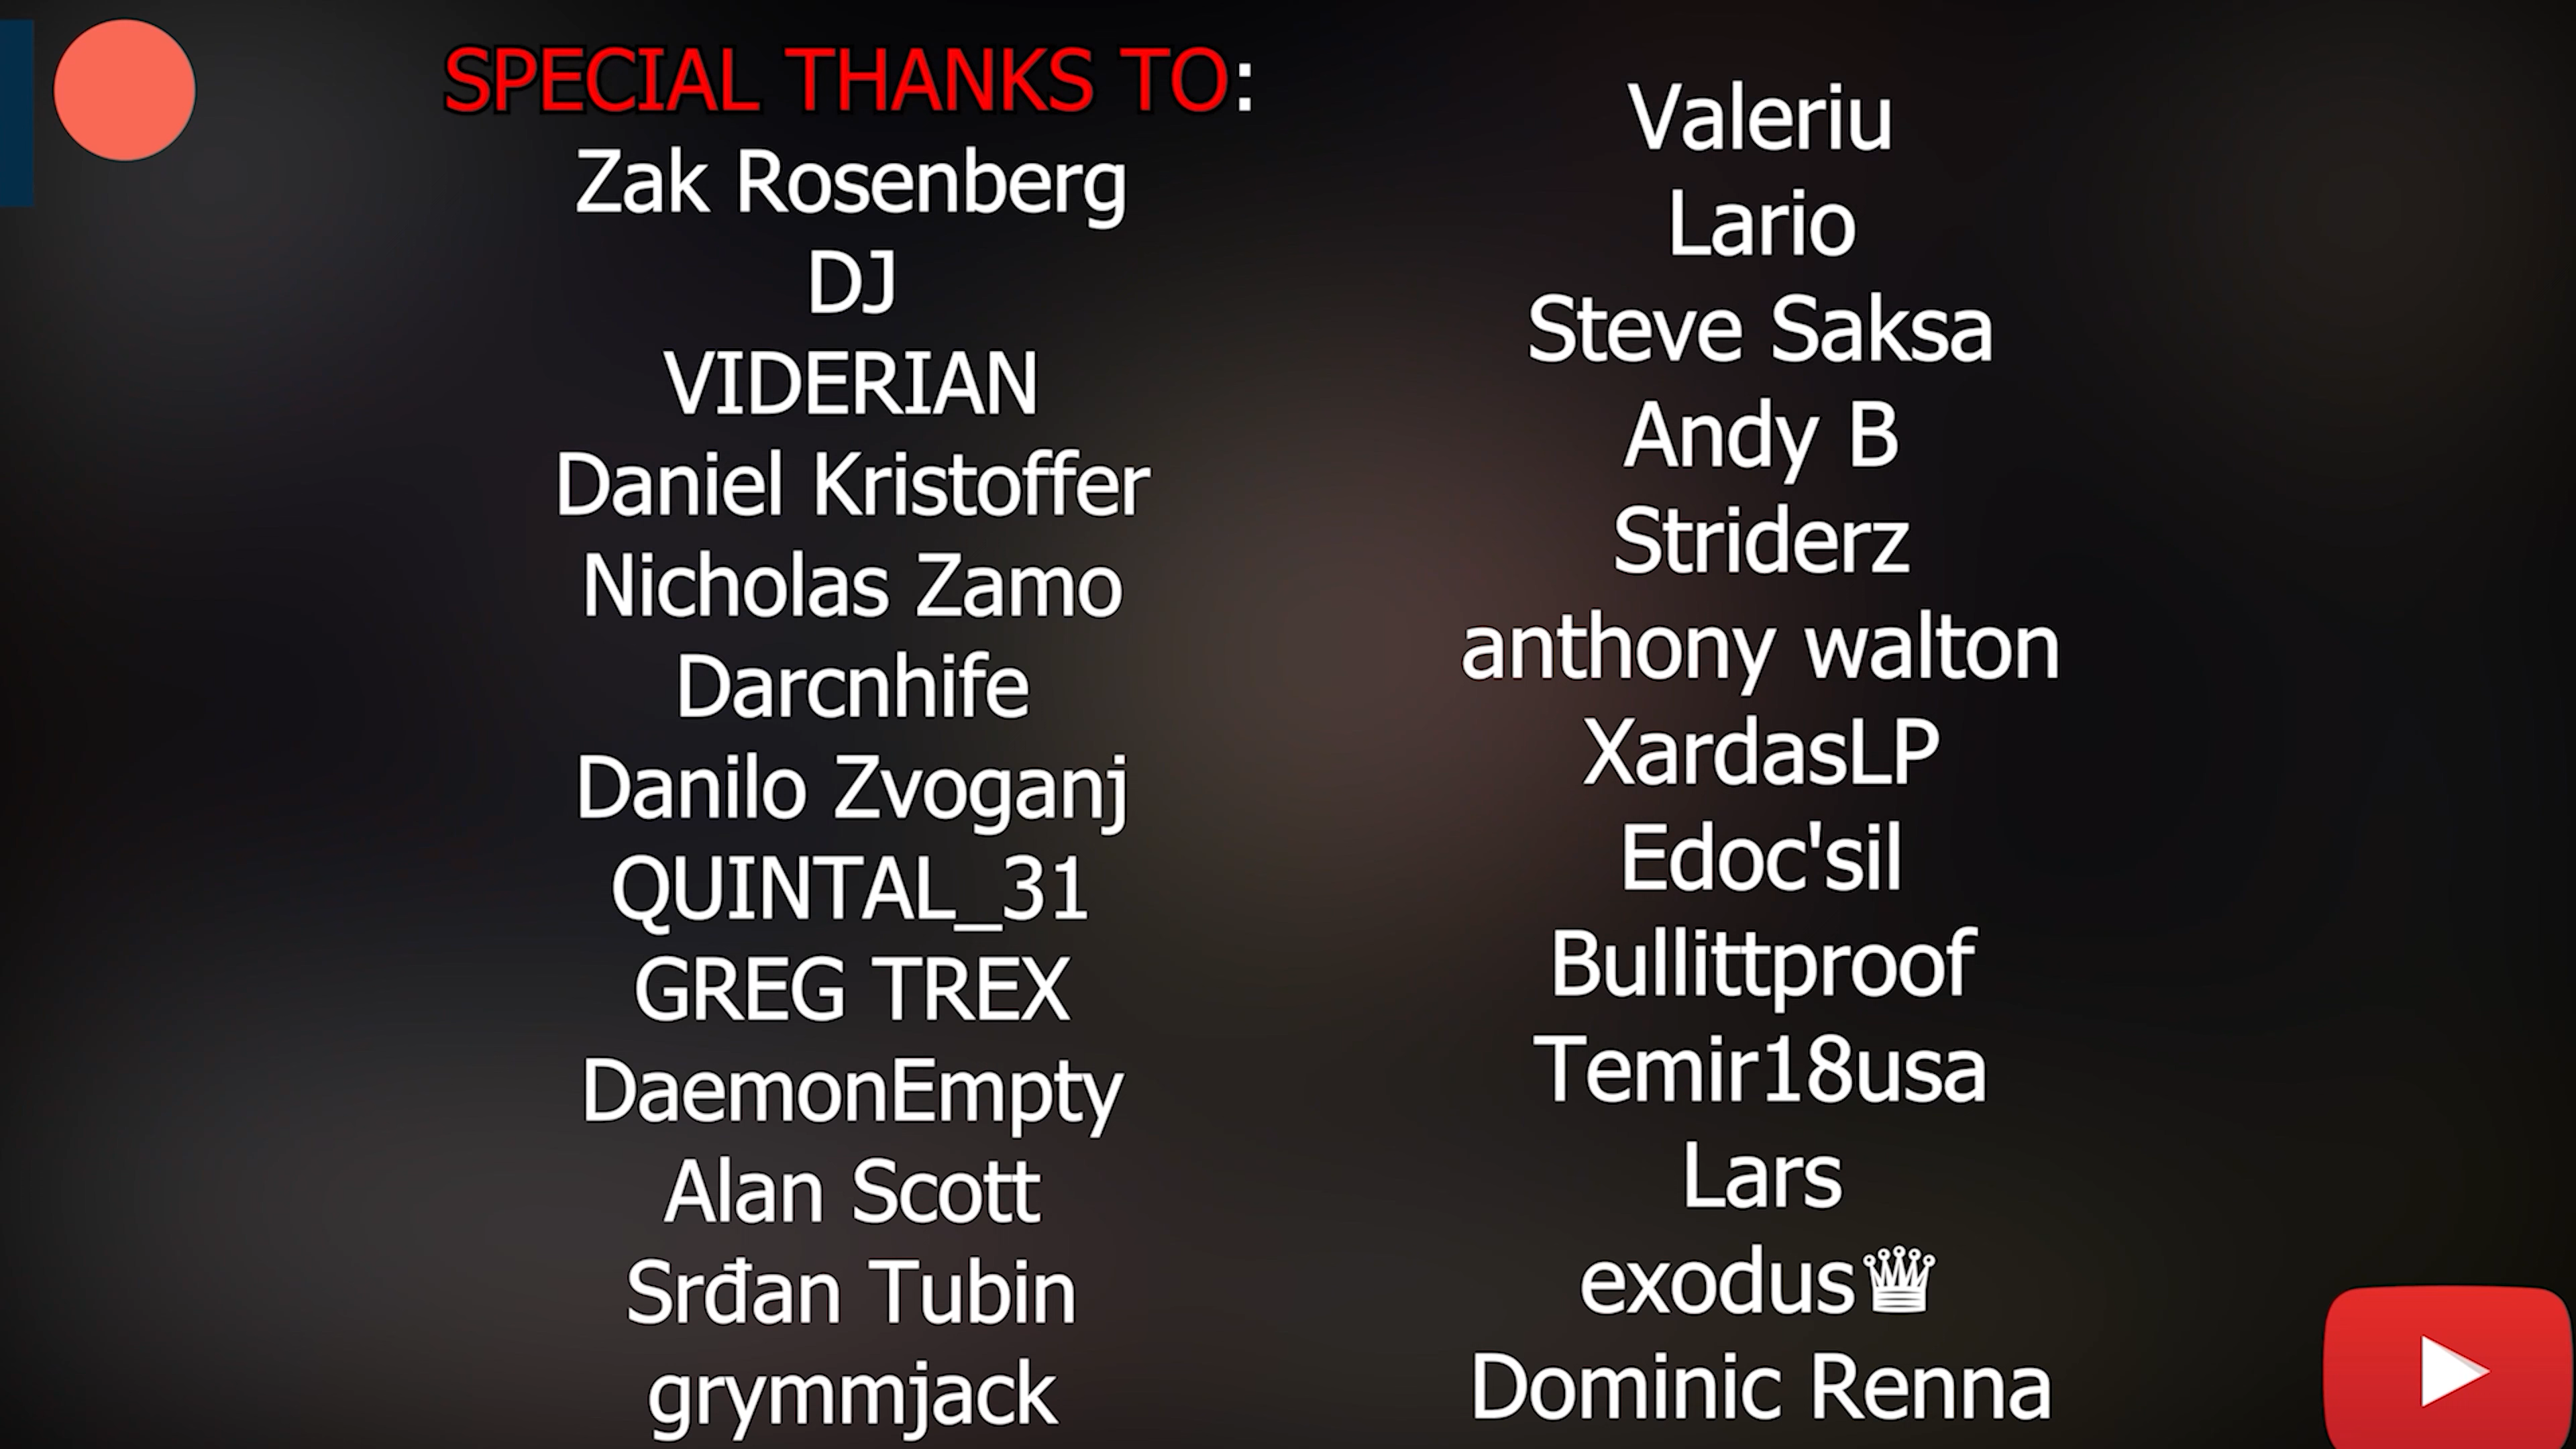 SPECIAL THANKS TO:
Zak Rosenberg
DJ
VIDERIAN
Daniel Kristoffer
Nicholas Zamo
Darcnhife
Danilo Zvoganj
QUINTAL_31
GREG TREX
DaemonEmpty
Alan Scott
Srđan Tubin
grymmjack
Valeriu
Lario
Steve Saksa
Andy B
Striderz
anthony walton
XardasLP
Edoc'sil
Bullittproof
Temir18usa
Lars
exodus♛
Dominic Renna